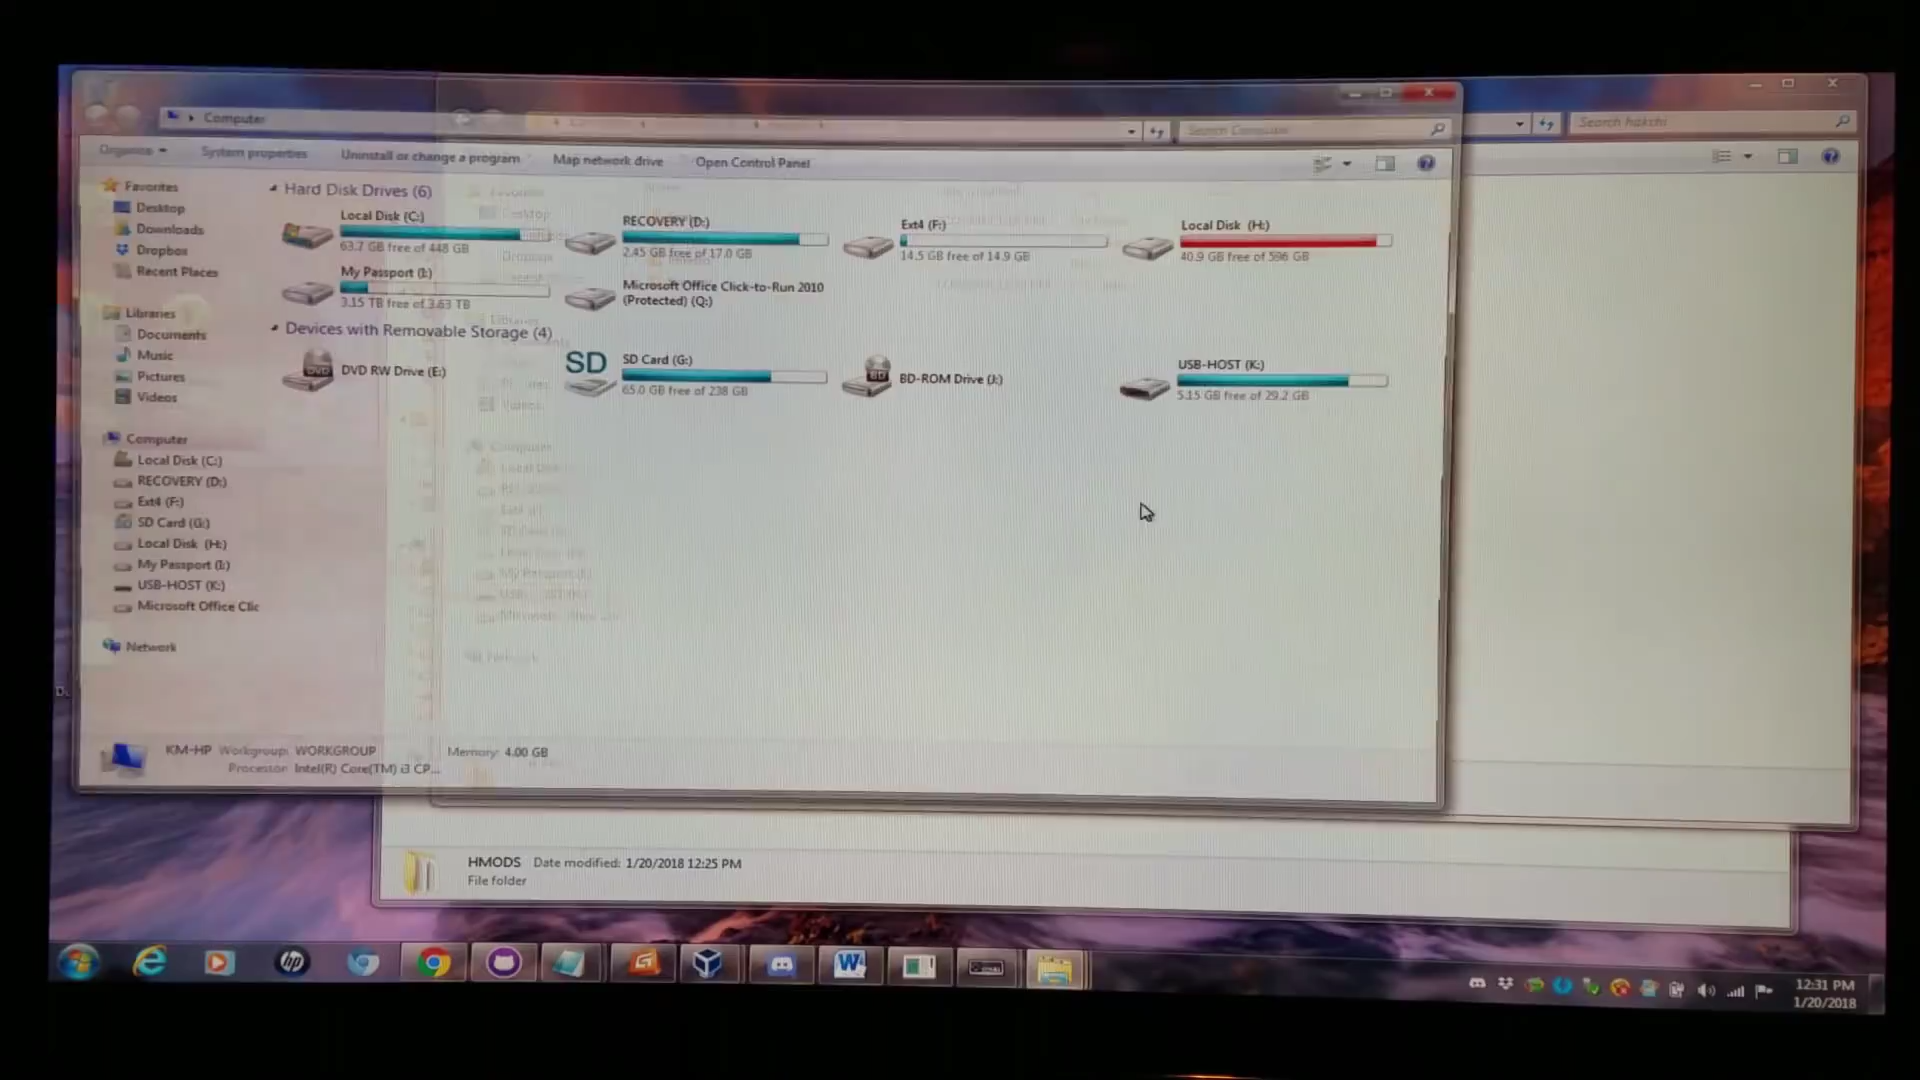 Computer
Search Computer
Search hakchi
Organize
System properties
Uninstall or change a program
Map network drive
Open Control Panel
Favorites
Desktop
Downloads
Dropbox
Recent Places
Libraries
Documents
Music
Pictures
Videos
Computer
Local Disk (C:)
RECOVERY (D:)
Ext4 (F:)
SD Card (G:)
Local Disk (H:)
My Passport (I:)
USB-HOST (K:)
Microsoft Office Clic
Network
Hard Disk Drives (6)
Local Disk (C:)
63.7 GB free of 448 GB
RECOVERY (D:)
2.45 GB free of 17.0 GB
Ext4 (F:)
14.5 GB free of 14.9 GB
Local Disk (H:)
40.9 GB free of 596 GB
My Passport (I:)
3.15 TB free of 3.63 TB
Microsoft Office Click-to-Run 2010
(Protected) (Q:)
Devices with Removable Storage (4)
DVD RW Drive (E:)
SD
SD Card (G:)
65.0 GB free of 238 GB
BD-ROM Drive (J:)
USB-HOST (K:)
5.15 GB free of 29.2 GB
KM-HP Workgroup: WORKGROUP
Memory: 4.00 GB
Processor: Intel(R) Core(TM) i3 CP...
HMODS Date modified: 1/20/2018 12:25 PM
File folder
12:31 PM
1/20/2018